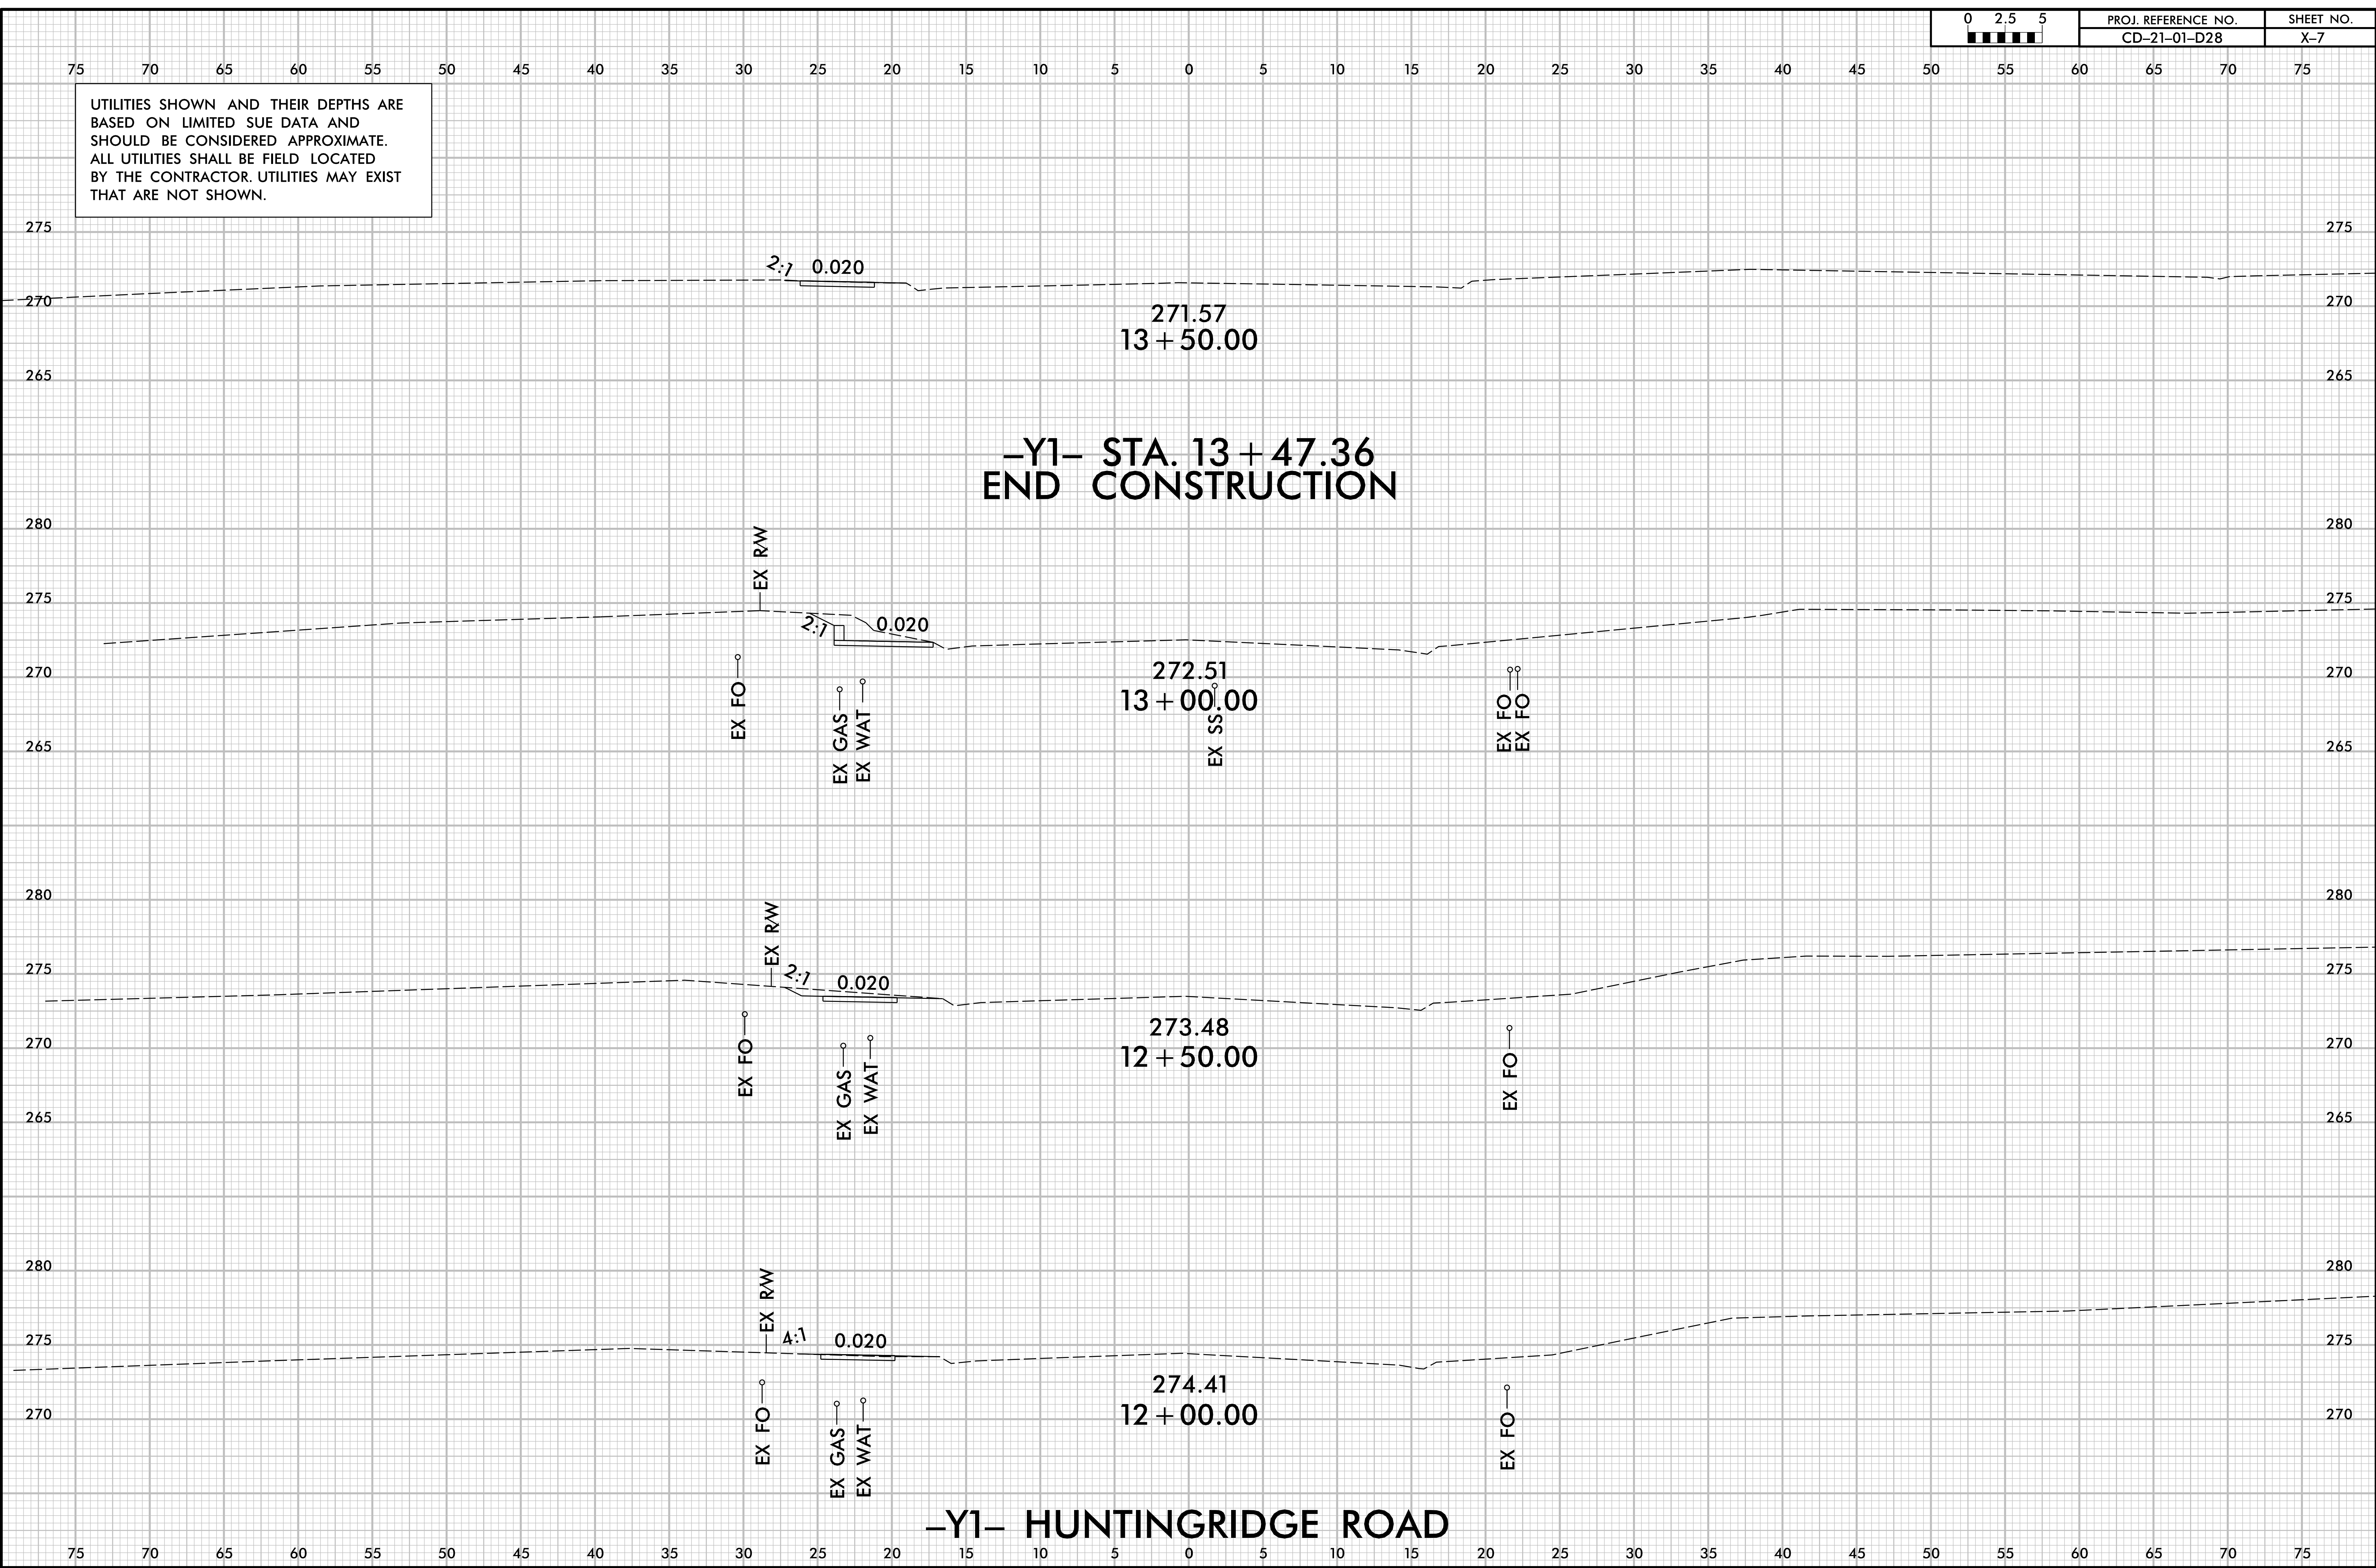 0 2.5 5
PROJ. REFERENCE NO.
SHEET NO.
CD–21–01–D28
X–7
75 70 65 60 55 50 45 40 35 30 25 20 15 10 5 0 5 10 15 20 25 30 35 40 45 50 55 60 65 70 75
UTILITIES SHOWN AND THEIR DEPTHS ARE
BASED ON LIMITED SUE DATA AND
SHOULD BE CONSIDERED APPROXIMATE.
ALL UTILITIES SHALL BE FIELD LOCATED
BY THE CONTRACTOR. UTILITIES MAY EXIST
THAT ARE NOT SHOWN.
275 275
2:1 0.020
270 270
271.57
13+50.00
265 265
–Y1– STA. 13+47.36
END CONSTRUCTION
280 280
EX R/W
275 275
2:1 0.020
270 270
272.51
13+00.00
EX FO
EX GAS
EX WAT
EX SS
EX FO
EX FO
265 265
280 280
EX R/W
275 275
2:1 0.020
273.48
270 270
12+50.00
EX FO
EX GAS
EX WAT
EX FO
265 265
280 280
EX R/W
275 275
4:1 0.020
274.41
270 270
12+00.00
EX FO
EX GAS
EX WAT
EX FO
–Y1– HUNTINGRIDGE ROAD
75 70 65 60 55 50 45 40 35 30 25 20 15 10 5 0 5 10 15 20 25 30 35 40 45 50 55 60 65 70 75